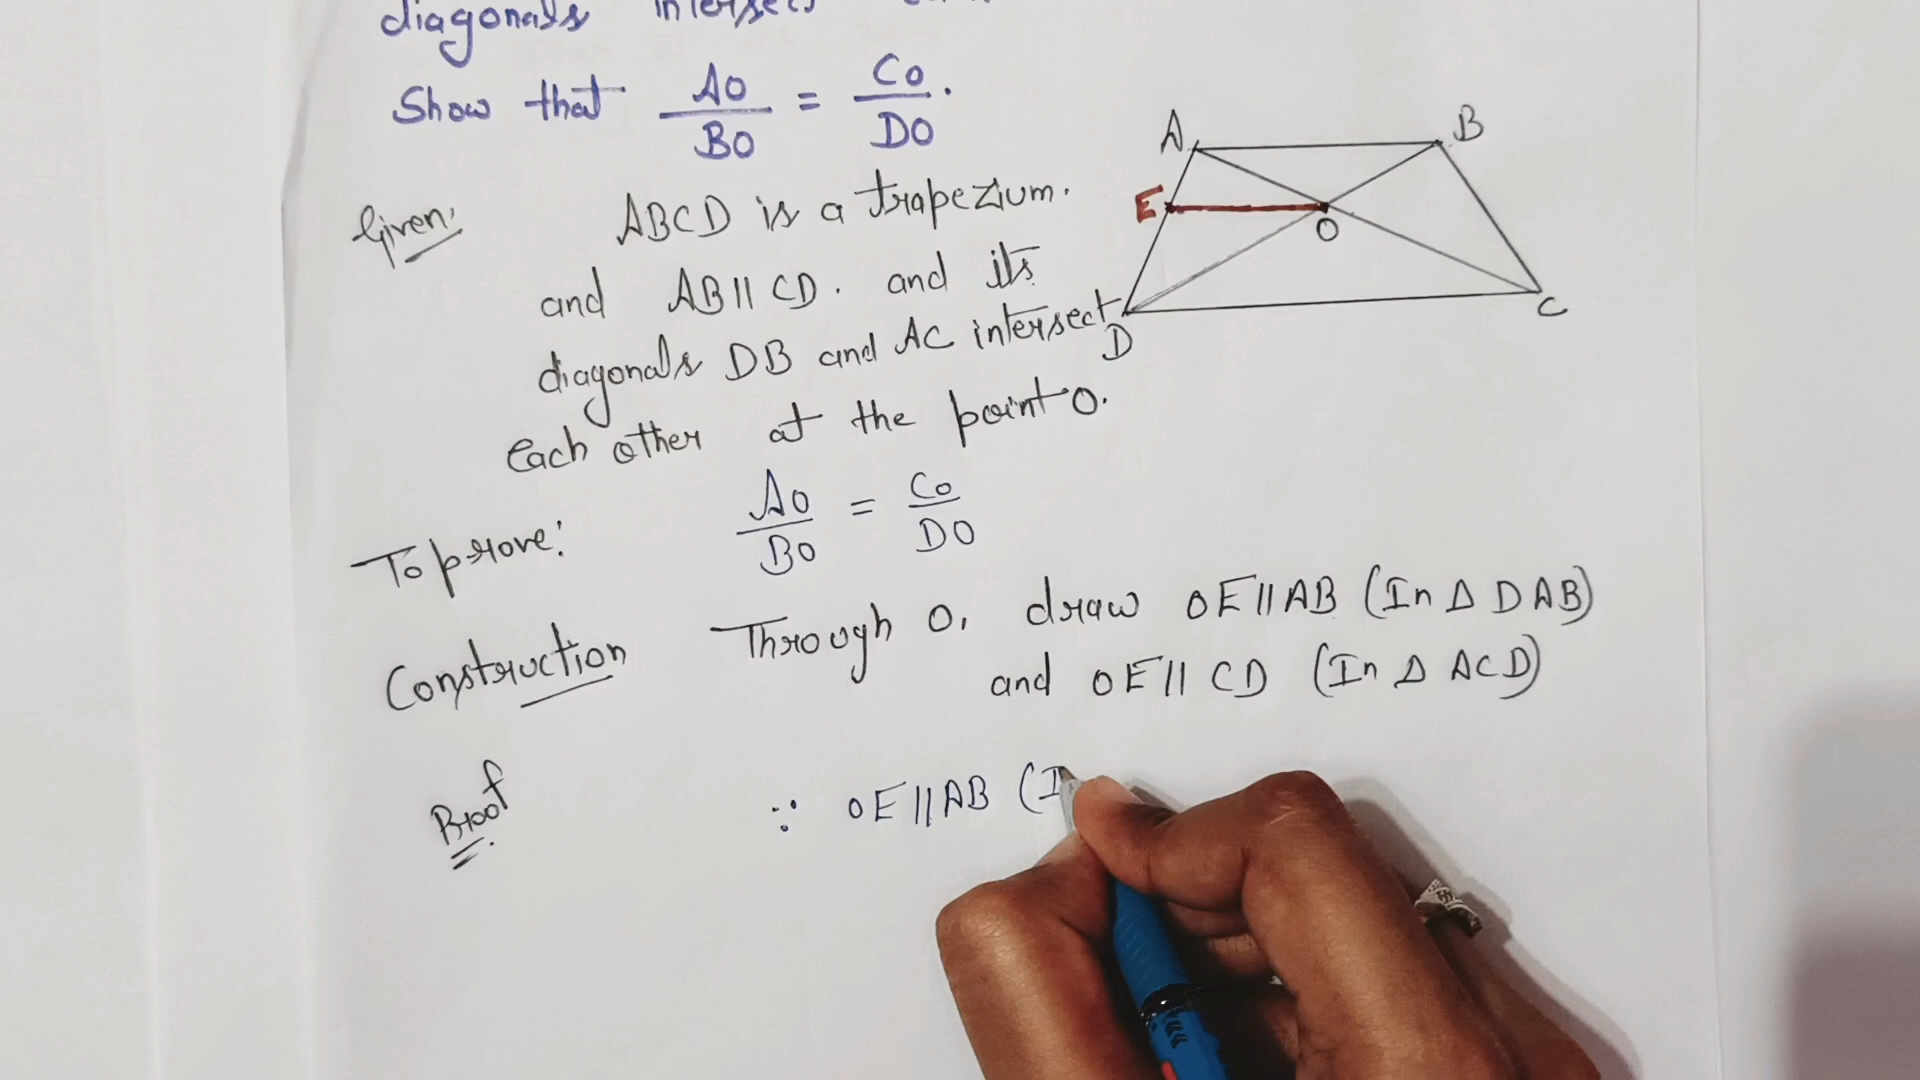 diagonals intersect
Show that AO/BO = CO/DO.
Given: ABCD is a trapezium.
and AB || CD. and its
diagonals DB and AC intersect
each other at the point O.
To prove: AO/BO = CO/DO
Construction Through O, draw OE || AB (In Δ DAB)
and OE || CD (In Δ ACD)
Proof ∵ OE || AB (I
A B
E
O
D C